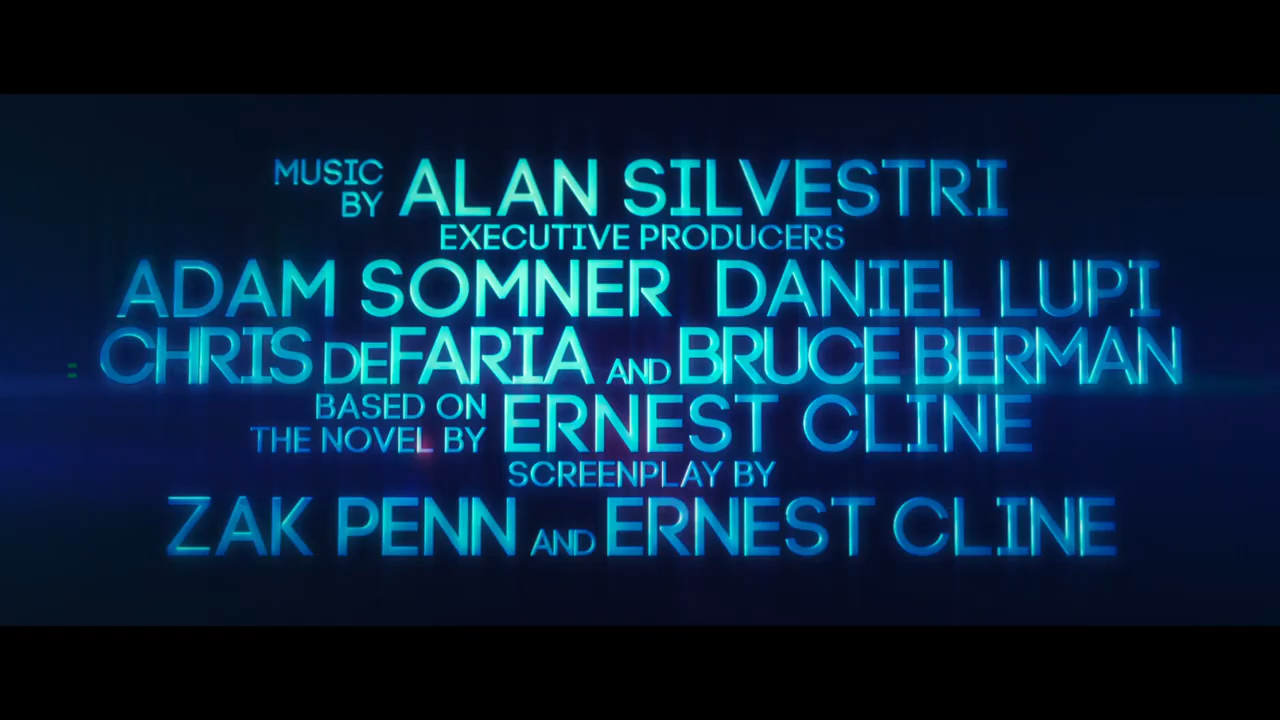 MUSIC BY ALAN SILVESTRI
EXECUTIVE PRODUCERS
ADAM SOMNER DANIEL LUPI
CHRIS DEFARIA AND BRUCE BERMAN
BASED ON THE NOVEL BY ERNEST CLINE
SCREENPLAY BY
ZAK PENN AND ERNEST CLINE